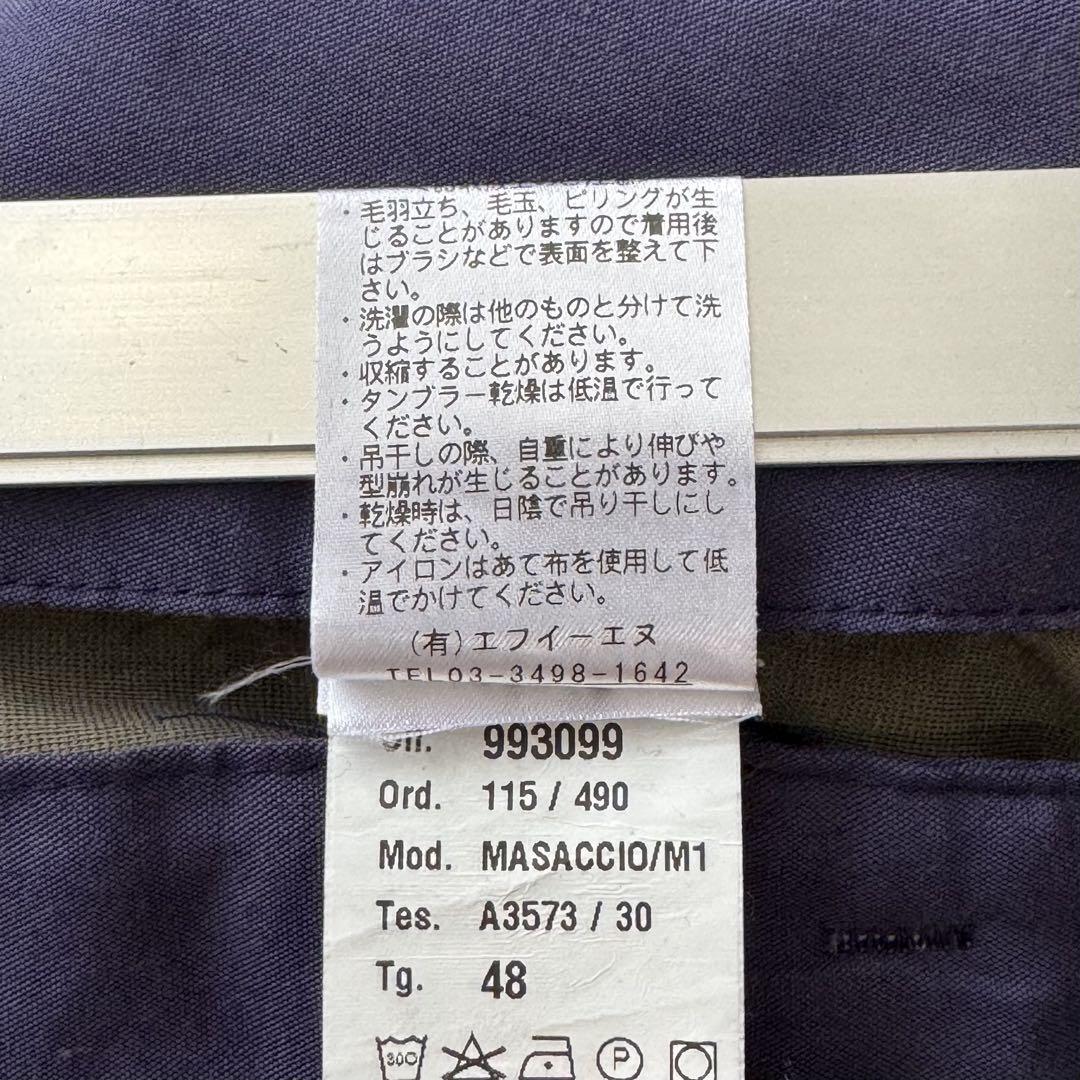 ・毛羽立ち、毛玉、ピリングが生
じることがありますので着用後
はブラシなどで表面を整えて下
さい。
・洗濯の際は他のものと分けて洗
うようにしてください。
・収縮することがあります。
・タンブラー乾燥は低温で行って
ください。
・吊干しの際、自重により伸びや
型崩れが生じることがあります。
・乾燥時は、日陰で吊り干しにし
てください。
・アイロンはあて布を使用して低
温でかけてください。
(有)エフイーエヌ
TEL03-3498-1642
993099
Ord. 115 / 490
Mod. MASACCIO/M1
Tes. A3573 / 30
Tg. 48
30C P